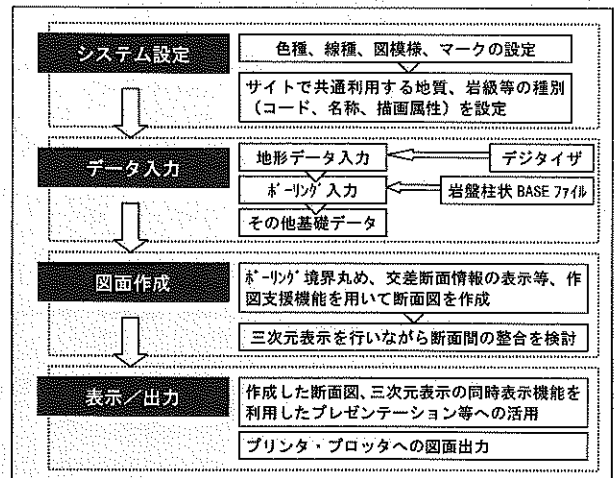 システム設定
色種、線種、図模様、マークの設定
サイトで共通利用する地質、岩級等の種別
（コード、名称、描画属性）を設定
データ入力
地形データ入力
デジタイザ
ﾎﾞｰﾘﾝｸﾞ入力
岩盤柱状 BASE ﾌｧｲﾙ
その他基礎データ
図面作成
ﾎﾞｰﾘﾝｸﾞ境界丸め、交差断面情報の表示等、作
図支援機能を用いて断面図を作成
三次元表示を行いながら断面間の整合を検討
表示／出力
作成した断面図、三次元表示の同時表示機能を
利用したプレゼンテーション等への活用
プリンタ・プロッタへの図面出力